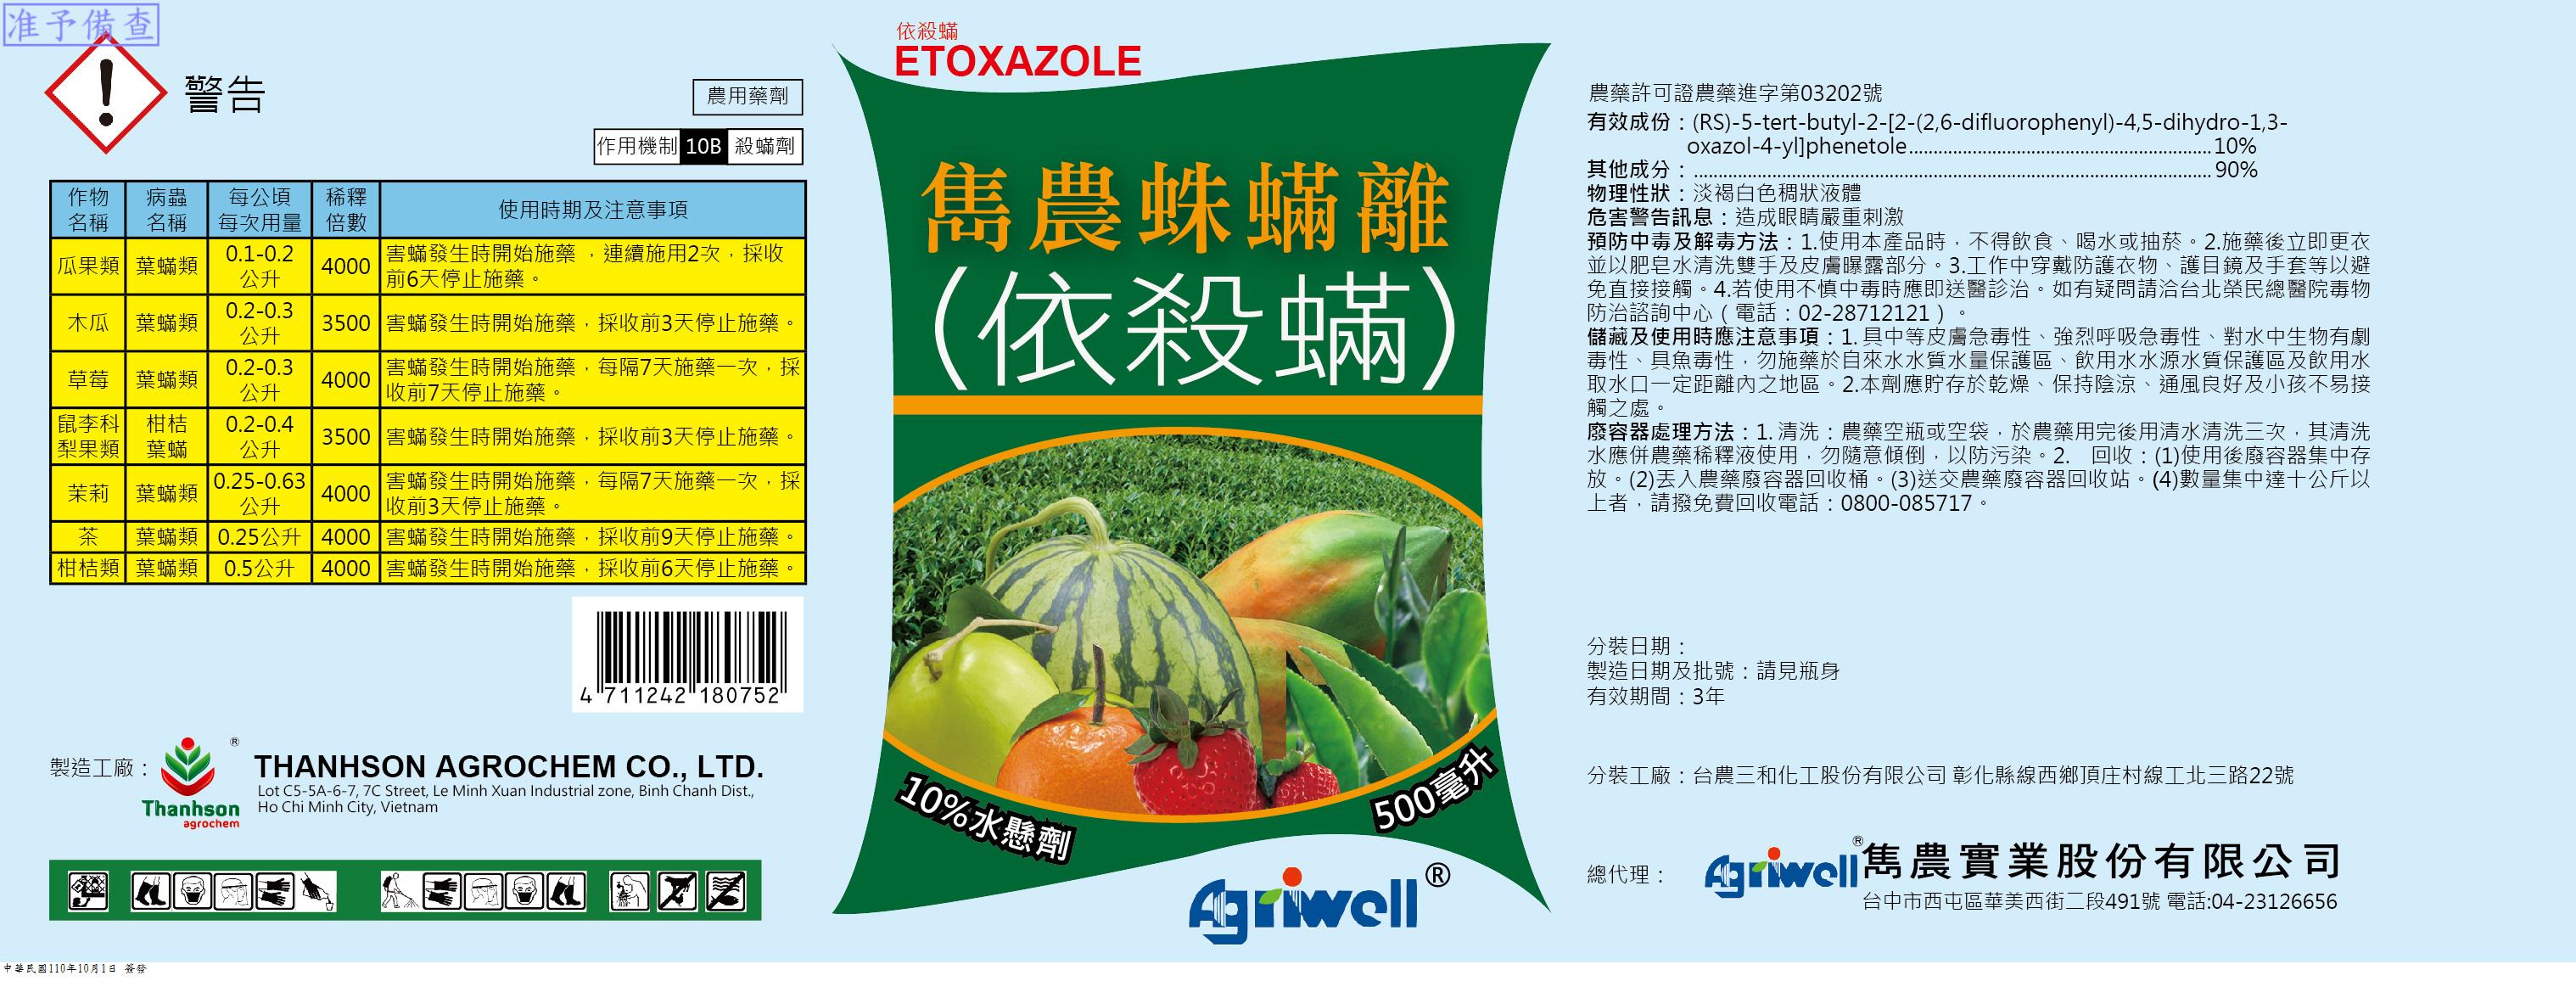 准予備查
警告
農用藥劑
作用機制 10B 殺蟎劑
作物名稱 病蟲名稱 每公頃每次用量 稀釋倍數 使用時期及注意事項
瓜果類 葉蟎類 0.1-0.2公升 4000 害蟎發生時開始施藥，連續施用2次，採收前6天停止施藥。
木瓜 葉蟎類 0.2-0.3公升 3500 害蟎發生時開始施藥，採收前3天停止施藥。
草莓 葉蟎類 0.2-0.3公升 4000 害蟎發生時開始施藥，每隔7天施藥一次，採收前7天停止施藥。
鼠李科梨果類 柑桔葉蟎 0.2-0.4公升 3500 害蟎發生時開始施藥，採收前3天停止施藥。
茉莉 葉蟎類 0.25-0.63公升 4000 害蟎發生時開始施藥，每隔7天施藥一次，採收前3天停止施藥。
茶 葉蟎類 0.25公升 4000 害蟎發生時開始施藥，採收前9天停止施藥。
柑桔類 葉蟎類 0.5公升 4000 害蟎發生時開始施藥，採收前6天停止施藥。
4 711242 180752
製造工廠：
Thanhson
agrochem
®
THANHSON AGROCHEM CO., LTD.
Lot C5-5A-6-7, 7C Street, Le Minh Xuan Industrial zone, Binh Chanh Dist.,
Ho Chi Minh City, Vietnam
依殺蟎
ETOXAZOLE
雋農蛛蟎離
(依殺蟎)
10%水懸劑
500毫升
Agriwell®
農藥許可證農藥進字第03202號
有效成份：(RS)-5-tert-butyl-2-[2-(2,6-difluorophenyl)-4,5-dihydro-1,3-
oxazol-4-yl]phenetole..............................................................10%
其他成分：..........................................................................................................90%
物理性狀：淡褐白色稠狀液體
危害警告訊息：造成眼睛嚴重刺激
預防中毒及解毒方法：1.使用本產品時，不得飲食、喝水或抽菸。2.施藥後立即更衣
並以肥皂水清洗雙手及皮膚曝露部分。3.工作中穿戴防護衣物、護目鏡及手套等以避
免直接接觸。4.若使用不慎中毒時應即送醫診治。如有疑問請洽台北榮民總醫院毒物
防治諮詢中心（電話：02-28712121）。
儲藏及使用時應注意事項：1. 具中等皮膚急毒性、強烈呼吸急毒性、對水中生物有劇
毒性、具魚毒性，勿施藥於自來水水質水量保護區、飲用水水源水質保護區及飲用水
取水口一定距離內之地區。2.本劑應貯存於乾燥、保持陰涼、通風良好及小孩不易接
觸之處。
廢容器處理方法：1. 清洗：農藥空瓶或空袋，於農藥用完後用清水清洗三次，其清洗
水應併農藥稀釋液使用，勿隨意傾倒，以防污染。2. 回收：(1)使用後廢容器集中存
放。(2)丟入農藥廢容器回收桶。(3)送交農藥廢容器回收站。(4)數量集中達十公斤以
上者，請撥免費回收電話：0800-085717。
分裝日期：
製造日期及批號：請見瓶身
有效期間：3年
分裝工廠：台農三和化工股份有限公司 彰化縣線西鄉頂庄村線工北三路22號
總代理：
Agriwell® 雋農實業股份有限公司
台中市西屯區華美西街二段491號 電話:04-23126656
中華民國110年10月1日 簽發